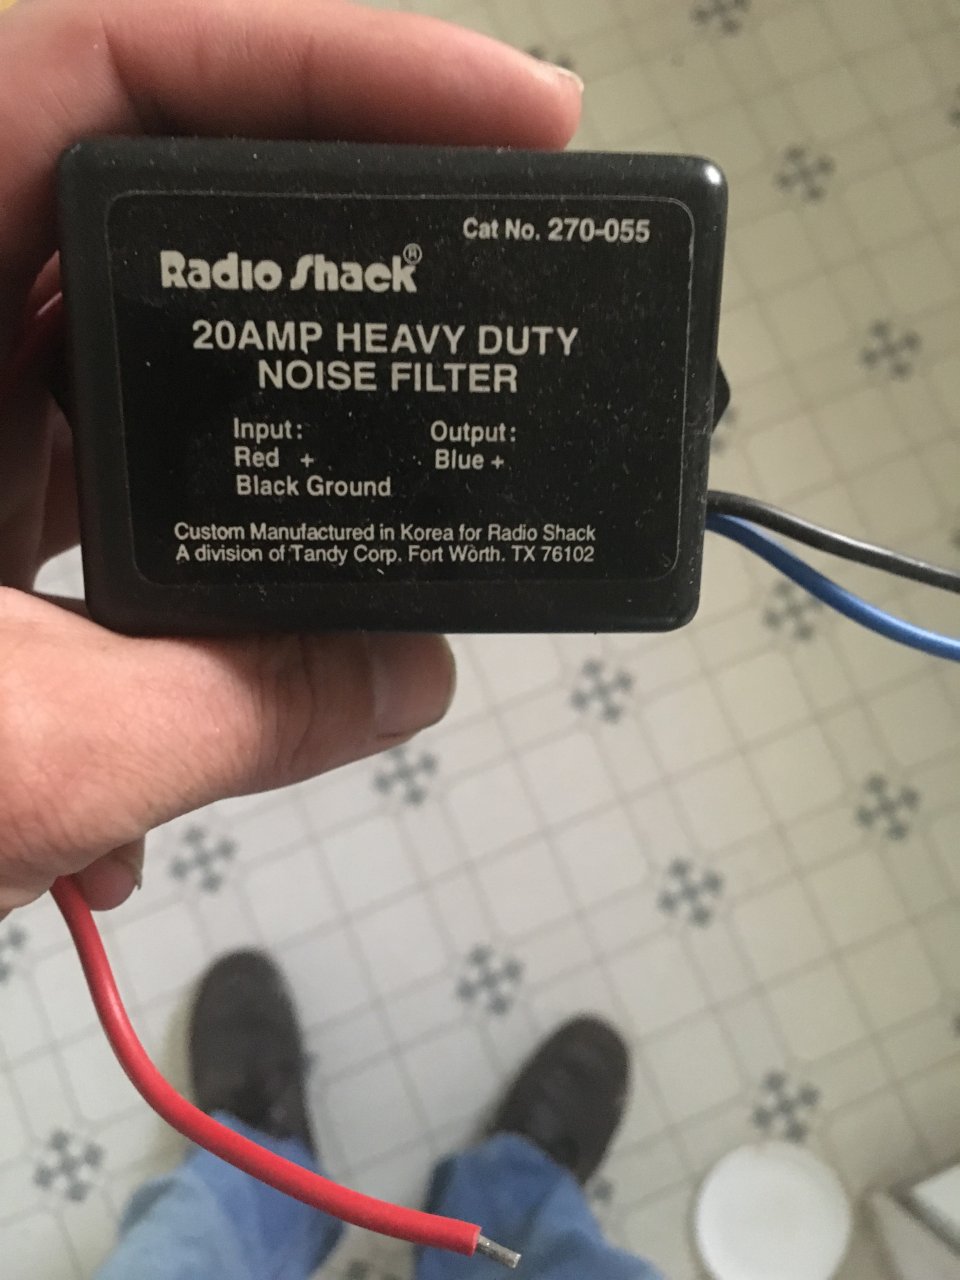 Cat No. 270-055
Radio Shack®
20AMP HEAVY DUTY
NOISE FILTER
Input: Output:
Red + Blue +
Black Ground
Custom Manufactured in Korea for Radio Shack
A division of Tandy Corp. Fort Worth. TX 76102